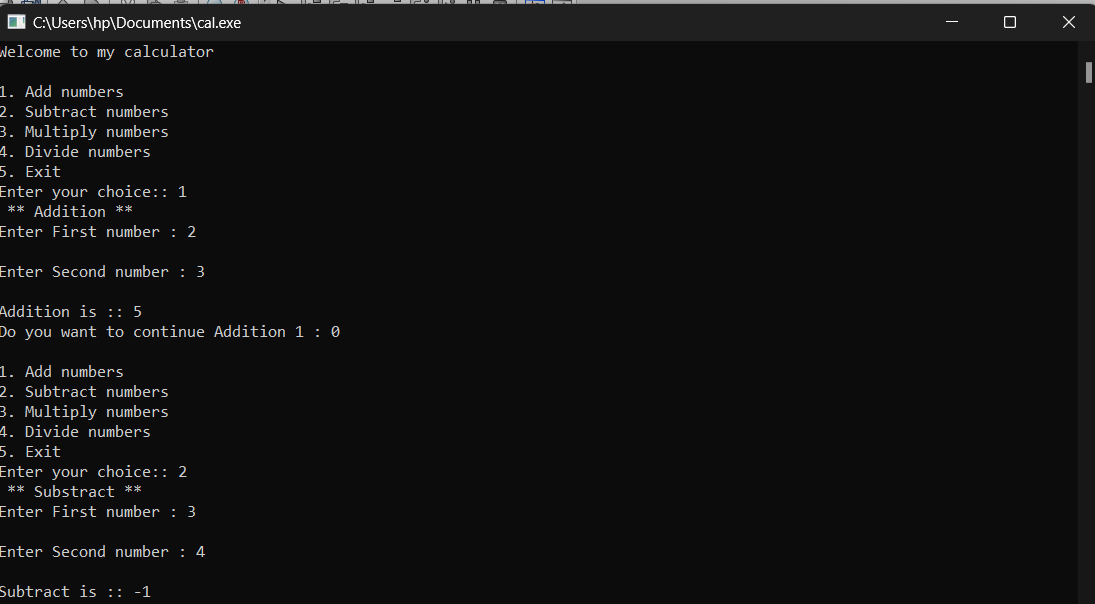 C:\Users\hp\Documents\cal.exe
Welcome to my calculator
1. Add numbers
2. Subtract numbers
3. Multiply numbers
4. Divide numbers
5. Exit
Enter your choice:: 1
** Addition **
Enter First number : 2
Enter Second number : 3
Addition is :: 5
Do you want to continue Addition 1 : 0
1. Add numbers
2. Subtract numbers
3. Multiply numbers
4. Divide numbers
5. Exit
Enter your choice:: 2
** Substract **
Enter First number : 3
Enter Second number : 4
Subtract is :: -1